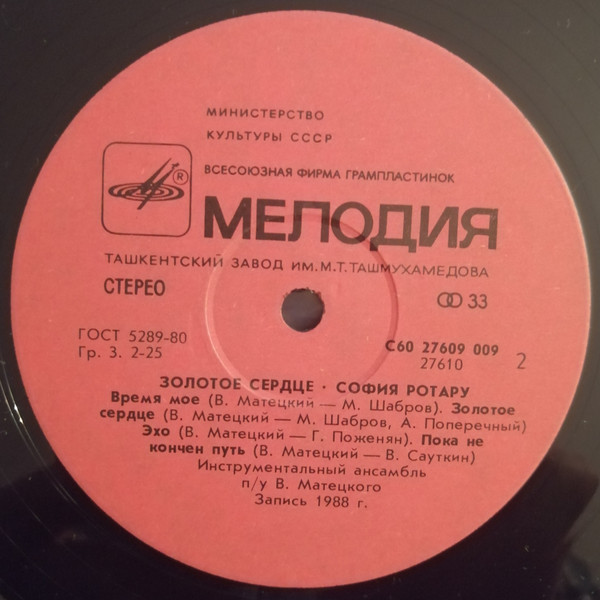 МИНИСТЕРСТВО
КУЛЬТУРЫ СССР
ВСЕСОЮЗНАЯ ФИРМА ГРАМПЛАСТИНОК
®
МЕЛОДИЯ
ТАШКЕНТСКИЙ ЗАВОД ИМ. М.Т. ТАШМУХАМЕДОВА
СТЕРЕО
33
ГОСТ 5289-80
Гр. 3. 2-25
С60 27609 009
27610
2
ЗОЛОТОЕ СЕРДЦЕ · СОФИЯ РОТАРУ
Время мое (В. Матецкий — М. Шабров). Золотое
сердце (В. Матецкий — М. Шабров, А. Поперечный)
Эхо (В. Матецкий — Г. Поженян). Пока не
кончен путь (В. Матецкий — В. Сауткин)
Инструментальный ансамбль
п/у В. Матецкого
Запись 1988 г.